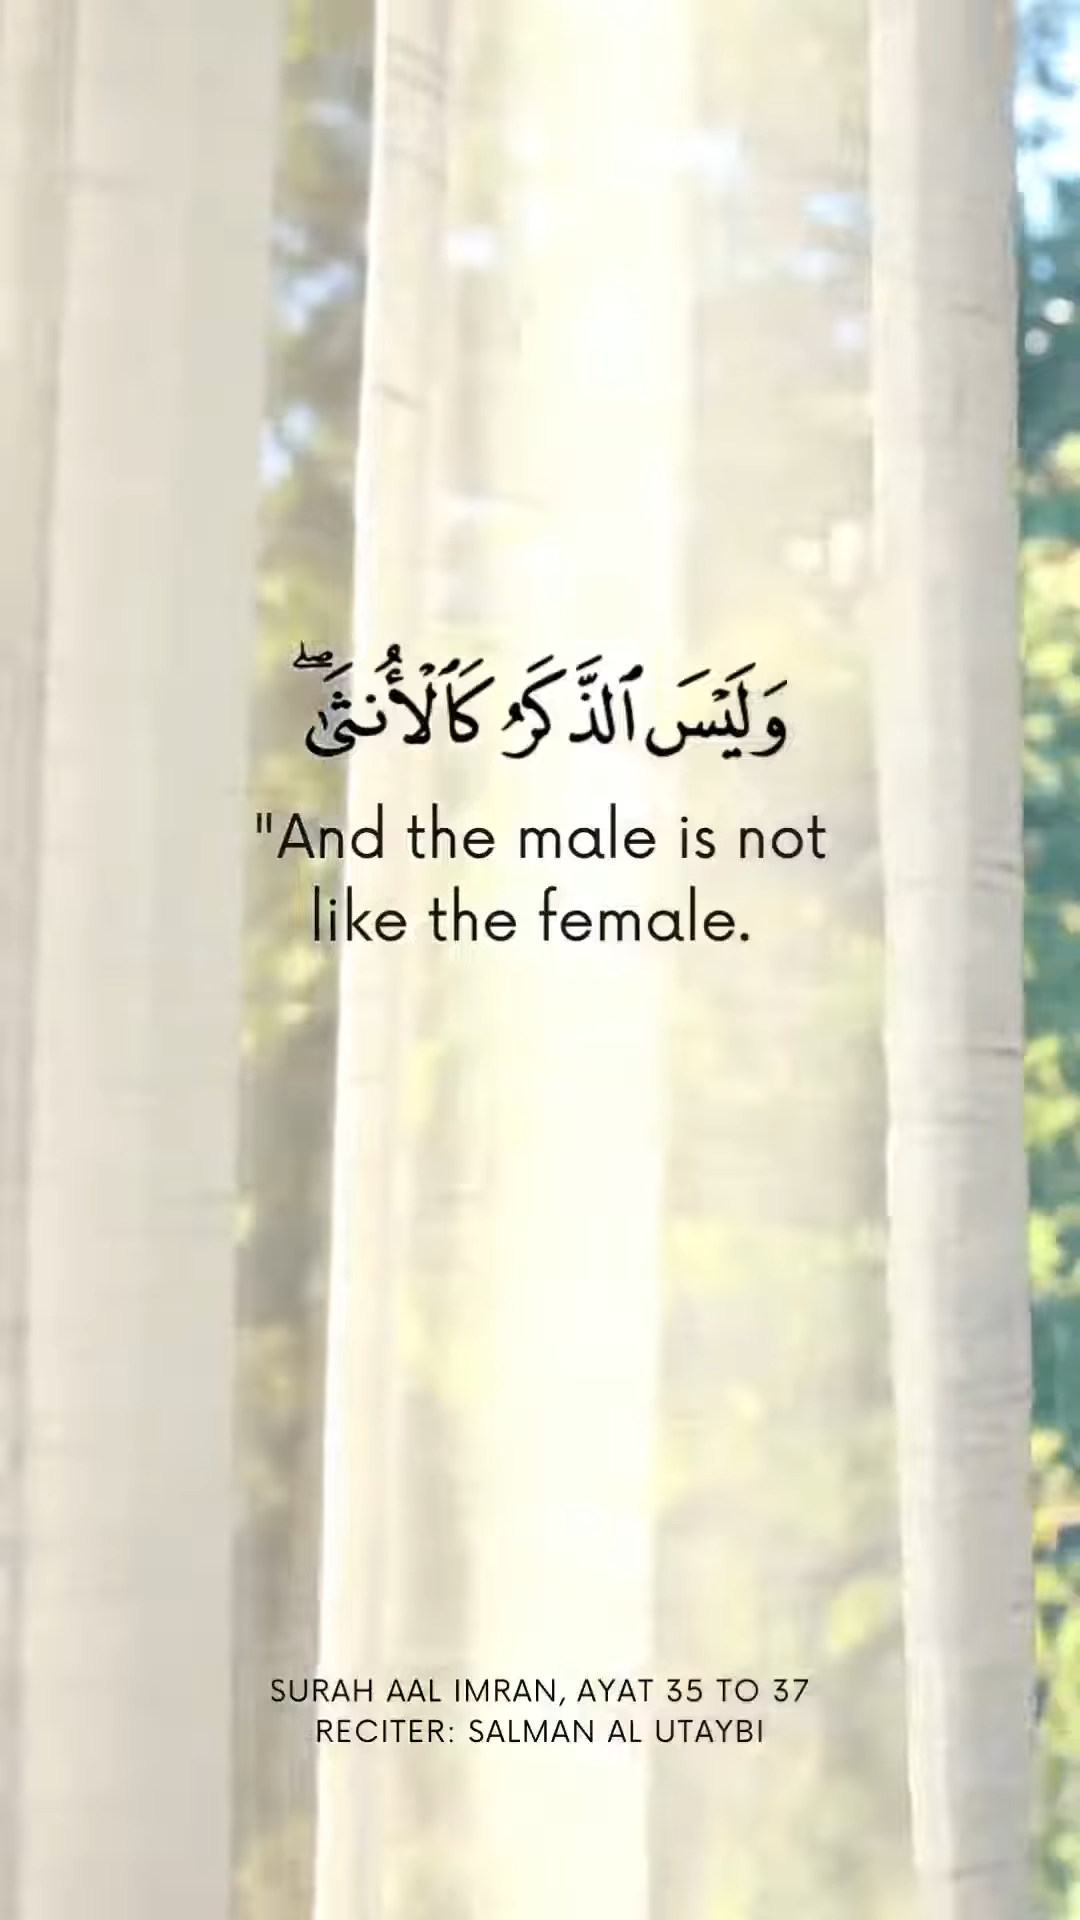 وَلَيْسَ ٱلذَّكَرُ كَٱلْأُنثَىٰ ۖ
"And the male is not
like the female.
SURAH AAL IMRAN, AYAT 35 TO 37
RECITER: SALMAN AL UTAYBI